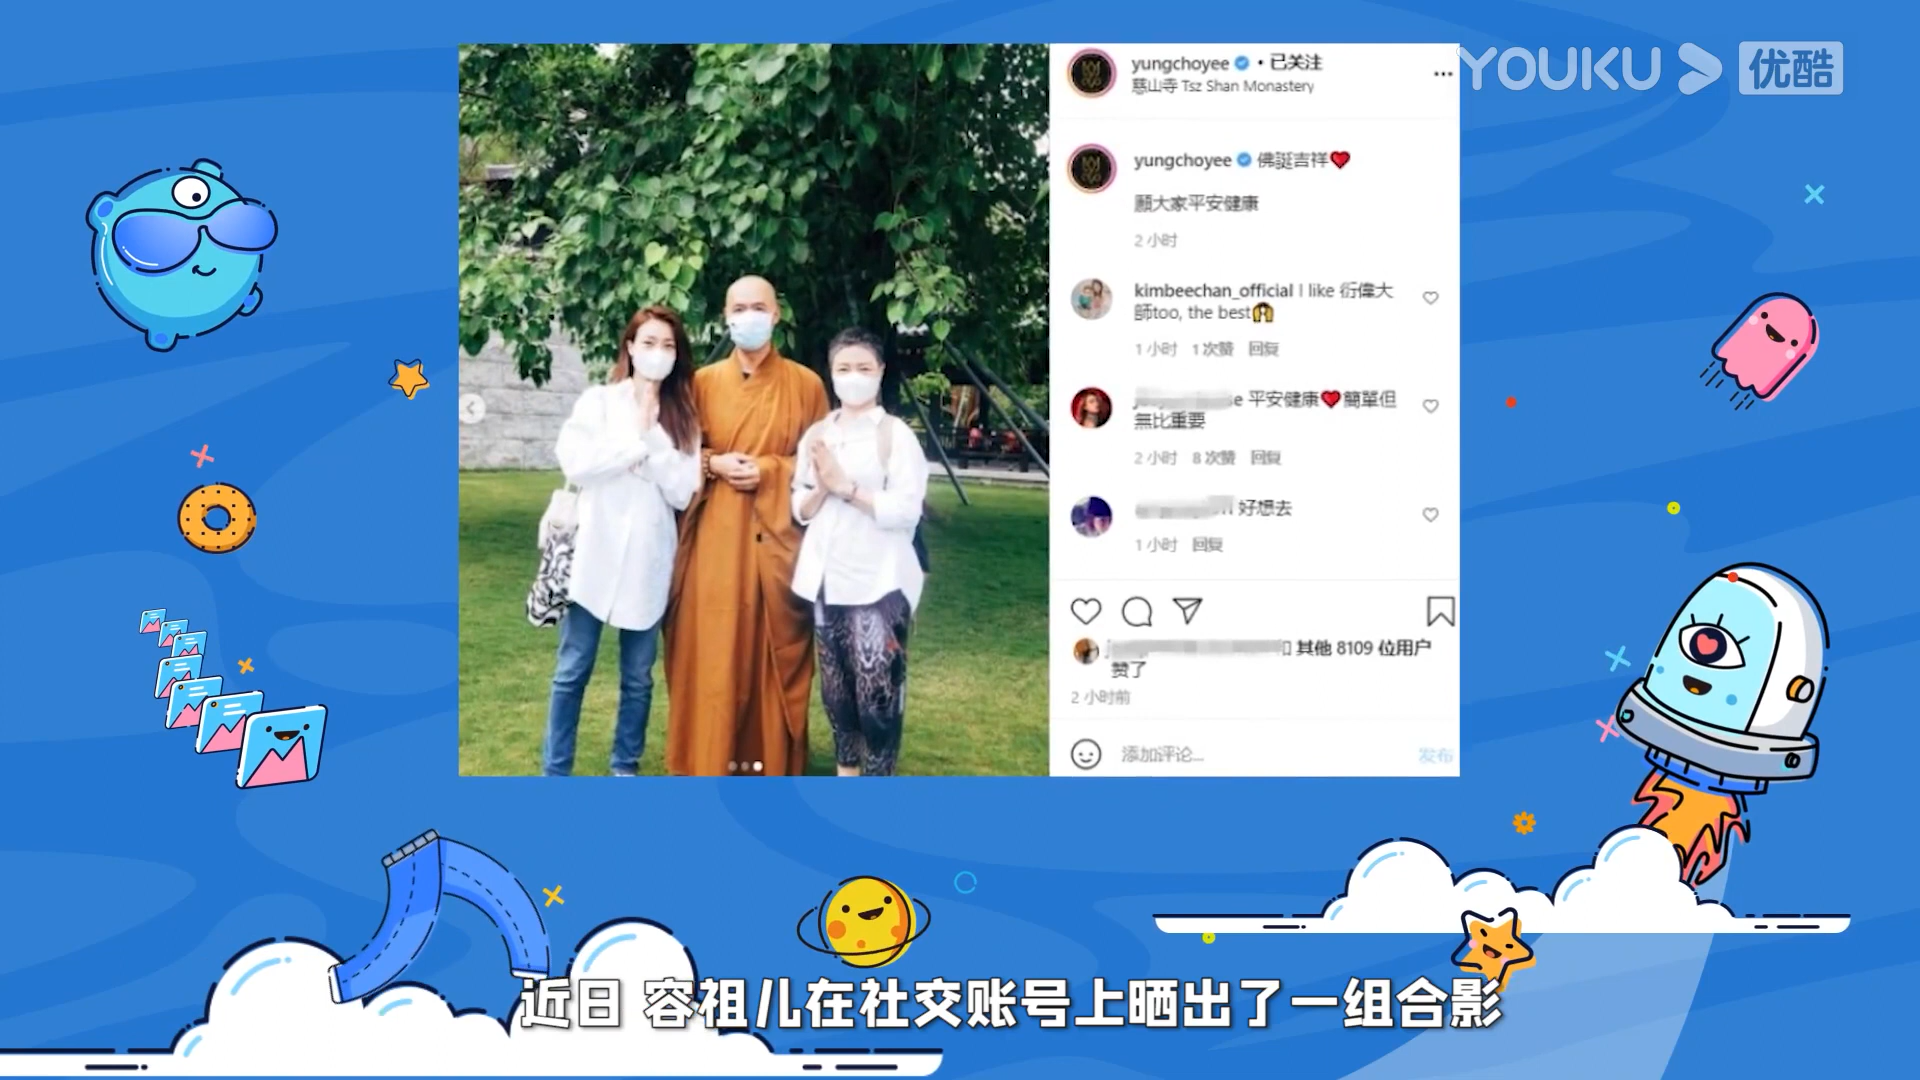 YOUKU 优酷
yungchoyee • 已关注
慈山寺 Tsz Shan Monastery
yungchoyee 佛誕吉祥
願大家平安健康
2 小时
kimbeechan_official I like 衍偉大
師too, the best
1 小时 1次赞 回复
平安健康 簡單但
無比重要
2 小时 8 次赞 回复
好想去
1 小时 回复
其他 8109 位用户
赞了
2 小时前
添加评论... 发布
近日 容祖儿在社交账号上晒出了一组合影